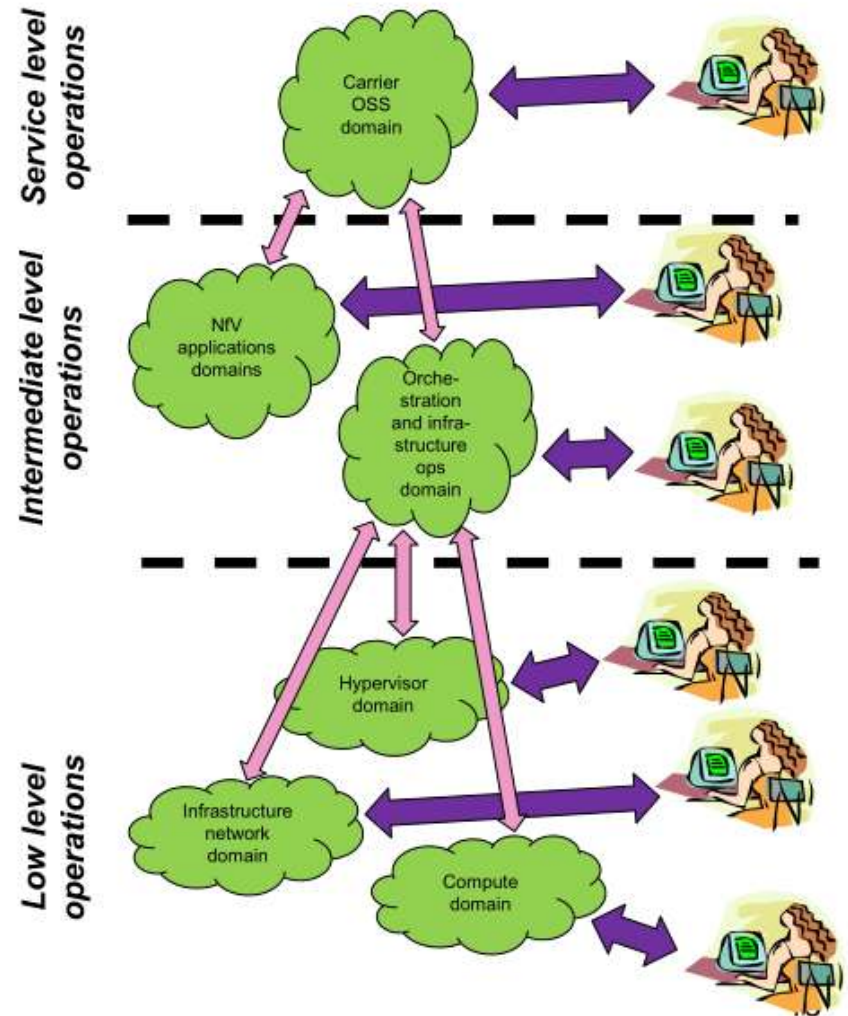 Service level
operations
Carrier
OSS
domain
Intermediate level
operations
NfV
applications
domains
Orche-
stration
and infra-
structure
ops
domain
Low level
operations
Hypervisor
domain
Infrastructure
network
domain
Compute
domain